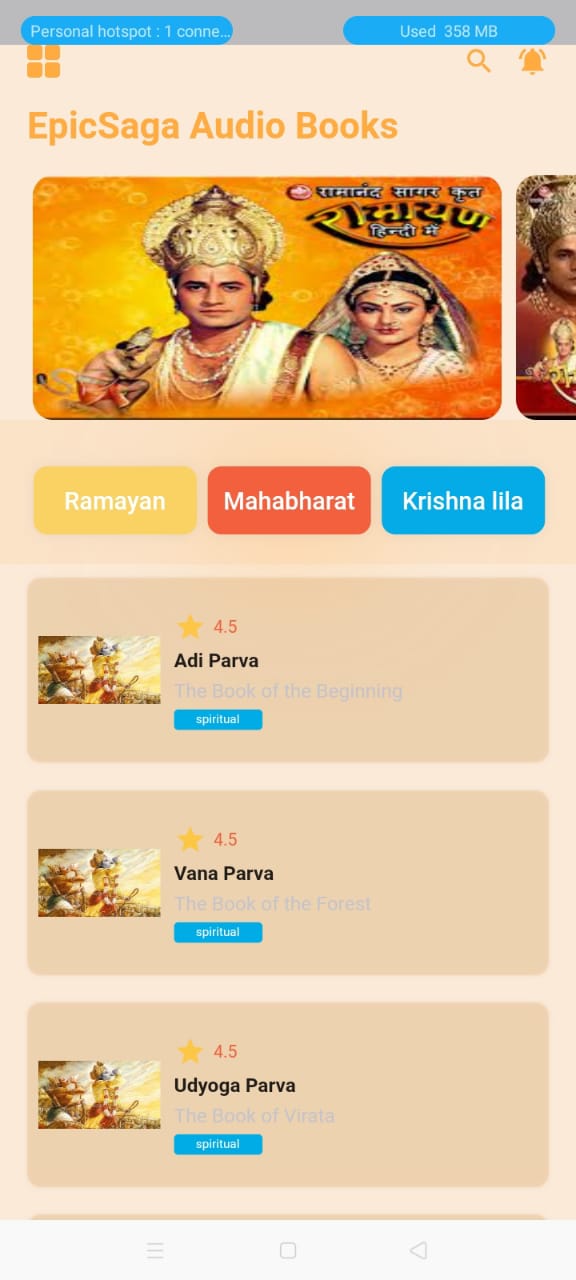 Personal hotspot : 1 conne...
Used 358 MB
EpicSaga Audio Books
रामानंद सागर कृत
रामायण
हिन्दी में
Ramayan
Mahabharat
Krishna lila
4.5
Adi Parva
The Book of the Beginning
spiritual
4.5
Vana Parva
The Book of the Forest
spiritual
4.5
Udyoga Parva
The Book of Virata
spiritual